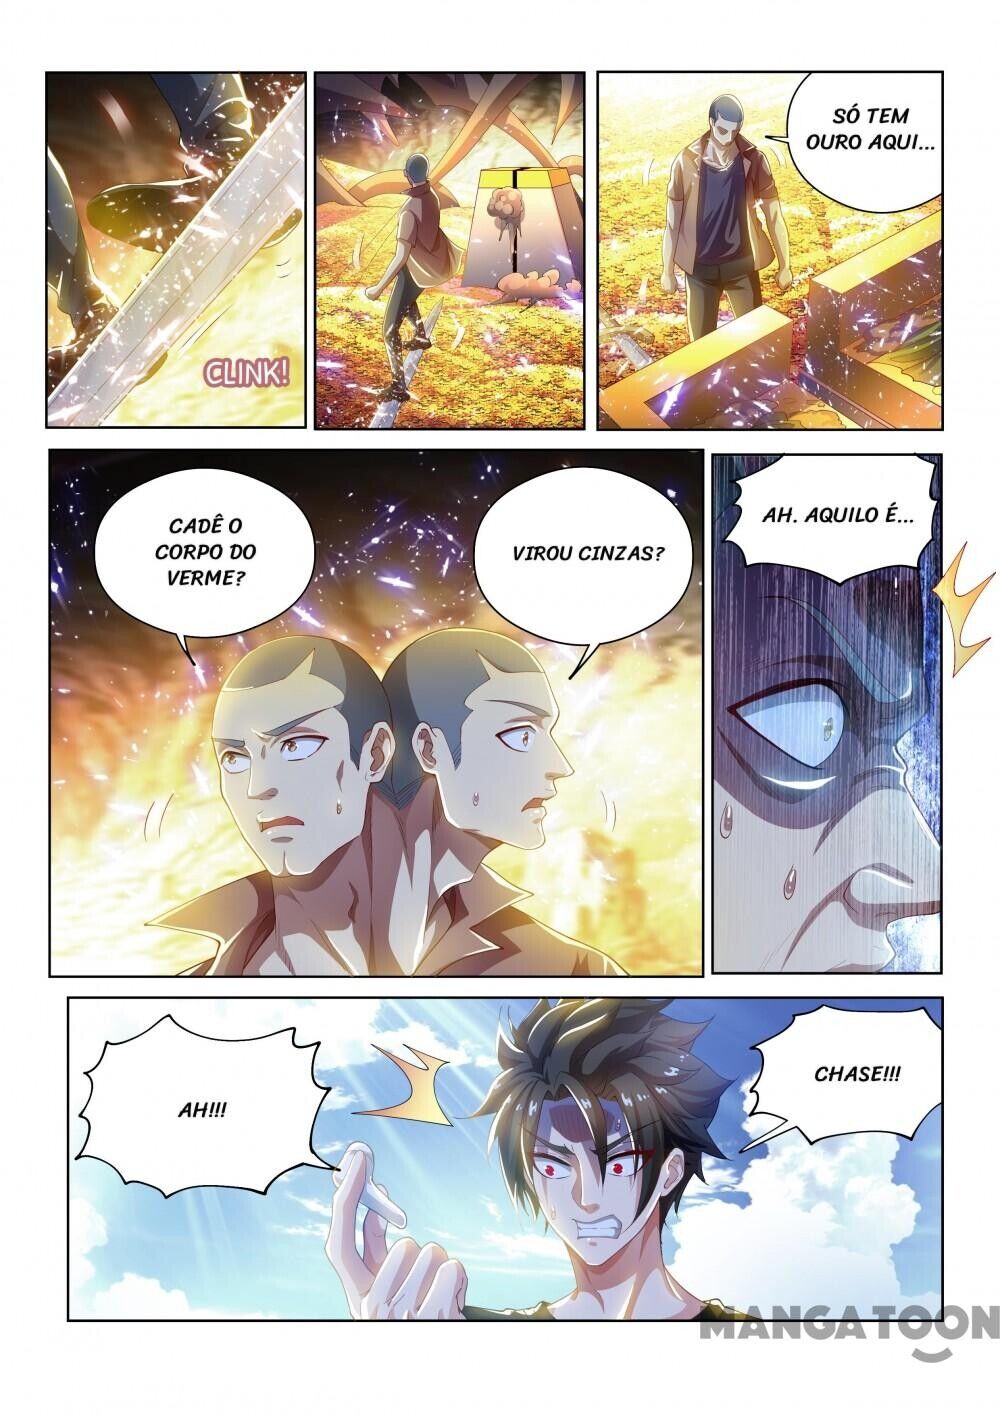 CLINK!
SÓ TEM
OURO AQUI...
CADÊ O
CORPO DO
VERME?
VIROU CINZAS?
AH. AQUILO É...
AH!!!
CHASE!!!
MANGATOON